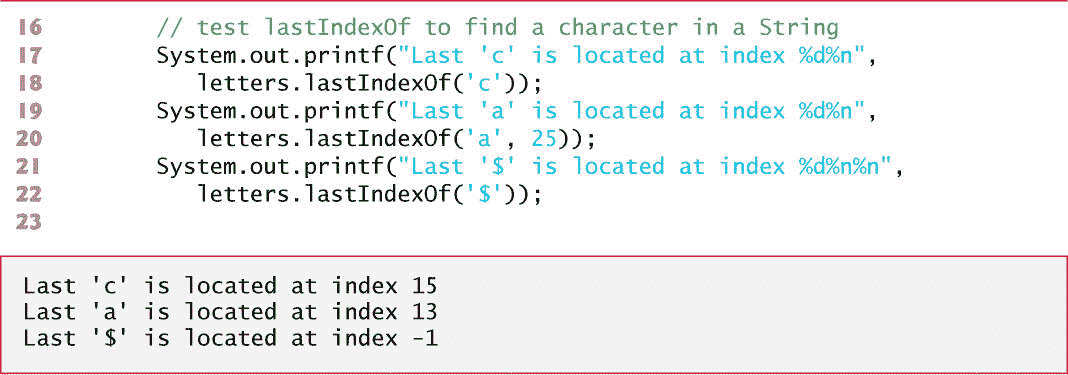 16 // test lastIndexOf to find a character in a String
17 System.out.printf("Last 'c' is located at index %d%n",
18 letters.lastIndexOf('c'));
19 System.out.printf("Last 'a' is located at index %d%n",
20 letters.lastIndexOf('a', 25));
21 System.out.printf("Last '$' is located at index %d%n%n",
22 letters.lastIndexOf('$'));
23
Last 'c' is located at index 15
Last 'a' is located at index 13
Last '$' is located at index -1